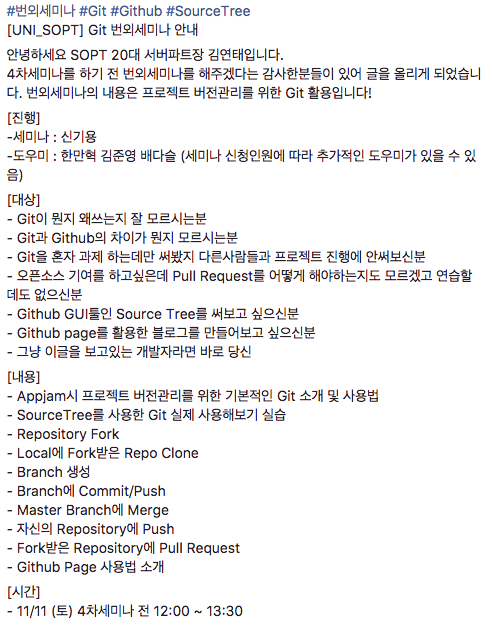 #번외세미나 #Git #Github #SourceTree
[UNI_SOPT] Git 번외세미나 안내
안녕하세요 SOPT 20대 서버파트장 김연태입니다.
4차세미나를 하기 전 번외세미나를 해주겠다는 감사한분들이 있어 글을 올리게 되었습니
다. 번외세미나의 내용은 프로젝트 버전관리를 위한 Git 활용입니다!
[진행]
-세미나 : 신기용
-도우미 : 한만혁 김준영 배다슬 (세미나 신청인원에 따라 추가적인 도우미가 있을 수 있
음)
[대상]
- Git이 뭔지 왜쓰는지 잘 모르시는분
- Git과 Github의 차이가 뭔지 모르시는분
- Git을 혼자 과제 하는데만 써봤지 다른사람들과 프로젝트 진행에 안써보신분
- 오픈소스 기여를 하고싶은데 Pull Request를 어떻게 해야하는지도 모르겠고 연습할
데도 없으신분
- Github GUI툴인 Source Tree를 써보고 싶으신분
- Github page를 활용한 블로그를 만들어보고 싶으신분
- 그냥 이글을 보고있는 개발자라면 바로 당신
[내용]
- Appjam시 프로젝트 버전관리를 위한 기본적인 Git 소개 및 사용법
- SourceTree를 사용한 Git 실제 사용해보기 실습
- Repository Fork
- Local에 Fork받은 Repo Clone
- Branch 생성
- Branch에 Commit/Push
- Master Branch에 Merge
- 자신의 Repository에 Push
- Fork받은 Repository에 Pull Request
- Github Page 사용법 소개
[시간]
- 11/11 (토) 4차세미나 전 12:00 ~ 13:30